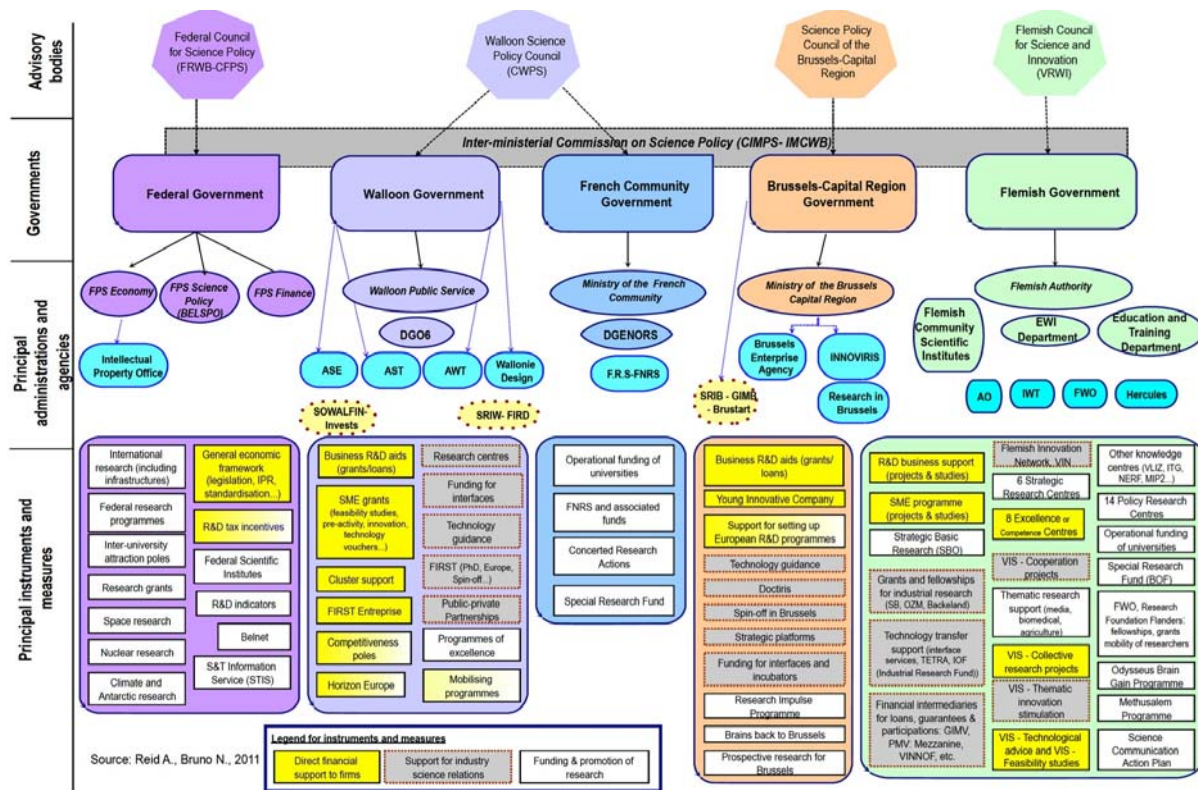 Advisory
bodies
Federal Council
for Science Policy
(FRWB-CFPS)
Walloon Science
Policy Council
(CWPS)
Science Policy
Council of the
Brussels-Capital
Region
Flemish Council
for Science and
Innovation
(VRWI)
Governments
Inter-ministerial Commission on Science Policy (CIMPS- IMCWB)
Federal Government
Walloon Government
French Community
Government
Brussels-Capital Region
Government
Flemish Government
Principal
administrations and
agencies
FPS Economy
FPS Science
Policy
(BELSPO)
FPS Finance
Intellectual
Property Office
Walloon Public Service
DGO6
ASE
AST
AWT
Wallonie
Design
SOWALFIN-
Invests
SRIW- FIRD
Ministry of the French
Community
DGENORS
F.R.S-FNRS
Ministry of the Brussels
Capital Region
Brussels
Enterprise
Agency
INNOVIRIS
Research in
Brussels
SRIB - GIMB
- Brustart
Flemish Authority
Flemish
Community
Scientific
Institutes
EWI
Department
Education and
Training
Department
AO
IWT
FWO
Hercules
Principal instruments and
measures
International
research (including
infrastructures)
Federal research
programmes
Inter-university
attraction poles
Research grants
Space research
Nuclear research
Climate and
Antarctic research
General economic
framework
(legislation, IPR,
standardisation...)
R&D tax incentives
Federal Scientific
Institutes
R&D indicators
Belnet
S&T Information
Service (STIS)
Business R&D aids
(grants/loans)
SME grants
(feasibility studies,
pre-activity, innovation,
technology
vouchers...)
Cluster support
FIRST Entreprise
Competitiveness
poles
Horizon Europe
Research centres
Funding for
interfaces
Technology
guidance
FIRST (PhD, Europe,
Spin-off...)
Public-private
Partnerships
Programmes of
excellence
Mobilising
programmes
Operational funding of
universities
FNRS and associated
funds
Concerted Research
Actions
Special Research Fund
Business R&D aids (grants/
loans)
Young Innovative Company
Support for setting up
European R&D programmes
Technology guidance
Doctiris
Spin-off in Brussels
Strategic platforms
Funding for interfaces and
incubators
Research Impulse
Programme
Brains back to Brussels
Prospective research for
Brussels
R&D business support
(projects & studies)
SME programme
(projects & studies)
Strategic Basic
Research (SBO)
Grants and fellowships
for industrial research
(SB, OZM, Baekeland)
Technology transfer
support (interface
services, TETRA, IOF
(Industrial Research Fund))
Financial intermediaries
for loans, guarantees &
participations: GIMV,
PMV: Mezzanine,
VINNOF, etc.
Flemish Innovation
Network, VIN
6 Strategic
Research Centres
8 Excellence or
Competence Centres
VIS - Cooperation
projects
Thematic research
support (media,
biomedical,
agriculture)
VIS - Collective
research projects
VIS - Thematic
innovation
stimulation
VIS - Technological
advice and VIS -
Feasibility studies
Other knowledge
centres (VLIZ, ITG,
NERF, MIP2...)
14 Policy Research
Centres
Operational funding
of universities
Special Research
Fund (BOF)
FWO, Research
Foundation Flanders:
fellowships, grants
mobility of researchers
Odysseus Brain
Gain Programme
Methusalem
Programme
Science
Communication
Action Plan
Source: Reid A., Bruno N., 2011
Legend for instruments and measures
Direct financial
support to firms
Support for industry
science relations
Funding & promotion of
research